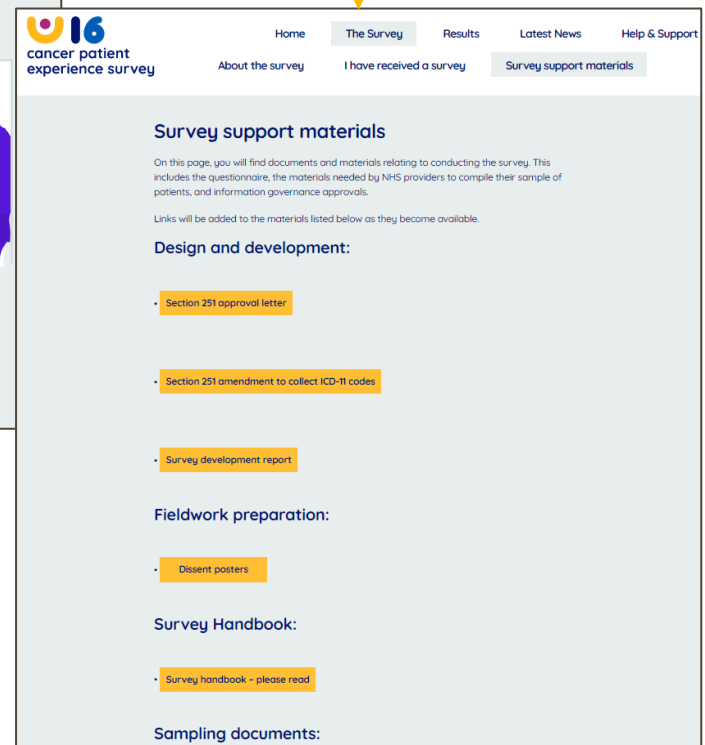 U16
cancer patient
experience survey
Home The Survey Results Latest News Help & Support
About the survey I have received a survey Survey support materials
Survey support materials
On this page, you will find documents and materials relating to conducting the survey. This
includes the questionnaire, the materials needed by NHS providers to compile their sample of
patients, and information governance approvals.
Links will be added to the materials listed below as they become available.
Design and development:
• Section 251 approval letter
• Section 251 amendment to collect ICD-11 codes
• Survey development report
Fieldwork preparation:
• Dissent posters
Survey Handbook:
• Survey handbook – please read
Sampling documents: